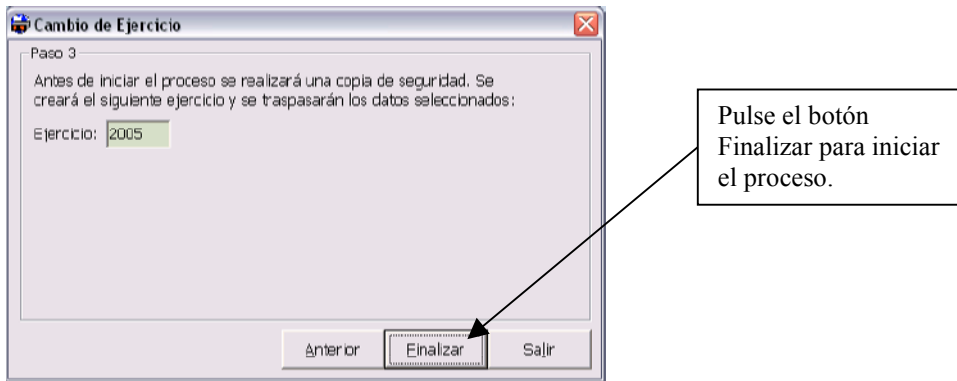 Cambio de Ejercicio
Paso 3
Antes de iniciar el proceso se realizará una copia de seguridad. Se
creará el siguiente ejercicio y se traspasarán los datos seleccionados:
Ejercicio: 2005
Pulse el botón
Finalizar para iniciar
el proceso.
Anterior Finalizar Salir